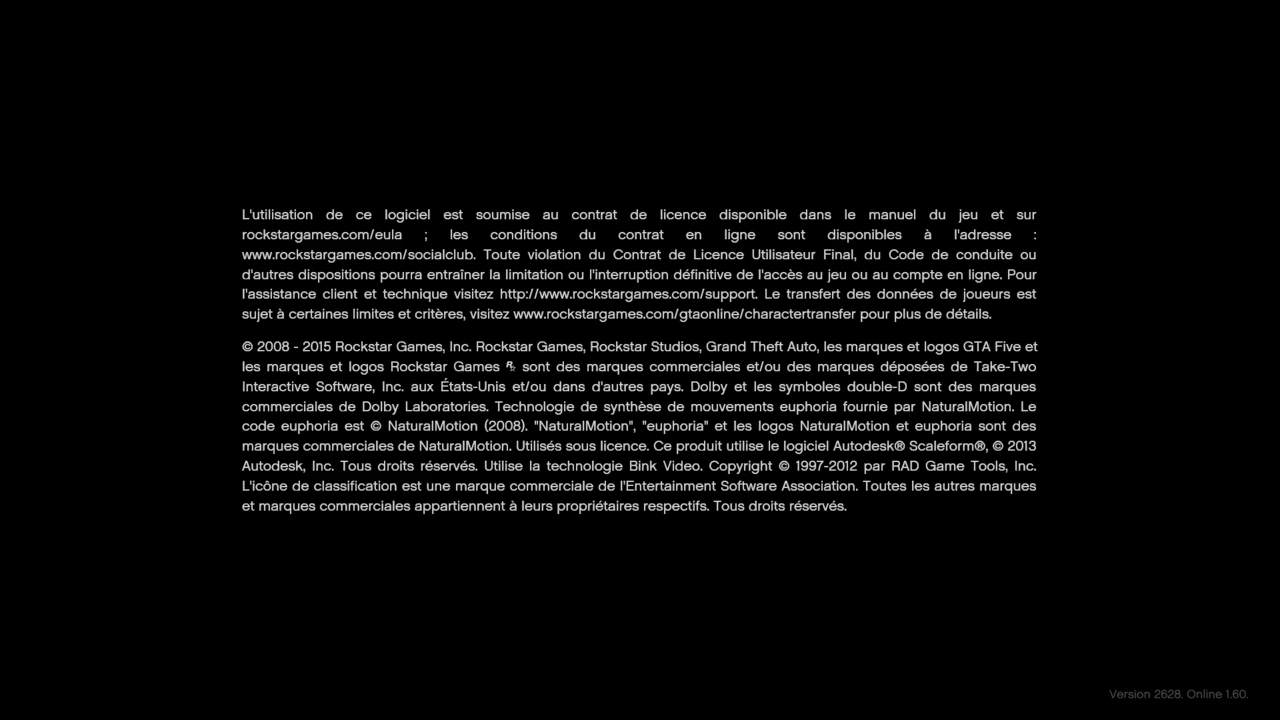 L'utilisation de ce logiciel est soumise au contrat de licence disponible dans le manuel du jeu et sur
rockstargames.com/eula ; les conditions du contrat en ligne sont disponibles à l'adresse :
www.rockstargames.com/socialclub. Toute violation du Contrat de Licence Utilisateur Final, du Code de conduite ou
d'autres dispositions pourra entraîner la limitation ou l'interruption définitive de l'accès au jeu ou au compte en ligne. Pour
l'assistance client et technique visitez http://www.rockstargames.com/support. Le transfert des données de joueurs est
sujet à certaines limites et critères, visitez www.rockstargames.com/gtaonline/charactertransfer pour plus de détails.
© 2008 - 2015 Rockstar Games, Inc. Rockstar Games, Rockstar Studios, Grand Theft Auto, les marques et logos GTA Five et
les marques et logos Rockstar Games R* sont des marques commerciales et/ou des marques déposées de Take-Two
Interactive Software, Inc. aux États-Unis et/ou dans d'autres pays. Dolby et les symboles double-D sont des marques
commerciales de Dolby Laboratories. Technologie de synthèse de mouvements euphoria fournie par NaturalMotion. Le
code euphoria est © NaturalMotion (2008). "NaturalMotion", "euphoria" et les logos NaturalMotion et euphoria sont des
marques commerciales de NaturalMotion. Utilisés sous licence. Ce produit utilise le logiciel Autodesk® Scaleform®, © 2013
Autodesk, Inc. Tous droits réservés. Utilise la technologie Bink Video. Copyright © 1997-2012 par RAD Game Tools, Inc.
L'icône de classification est une marque commerciale de l'Entertainment Software Association. Toutes les autres marques
et marques commerciales appartiennent à leurs propriétaires respectifs. Tous droits réservés.
Version 2628. Online 1.60.